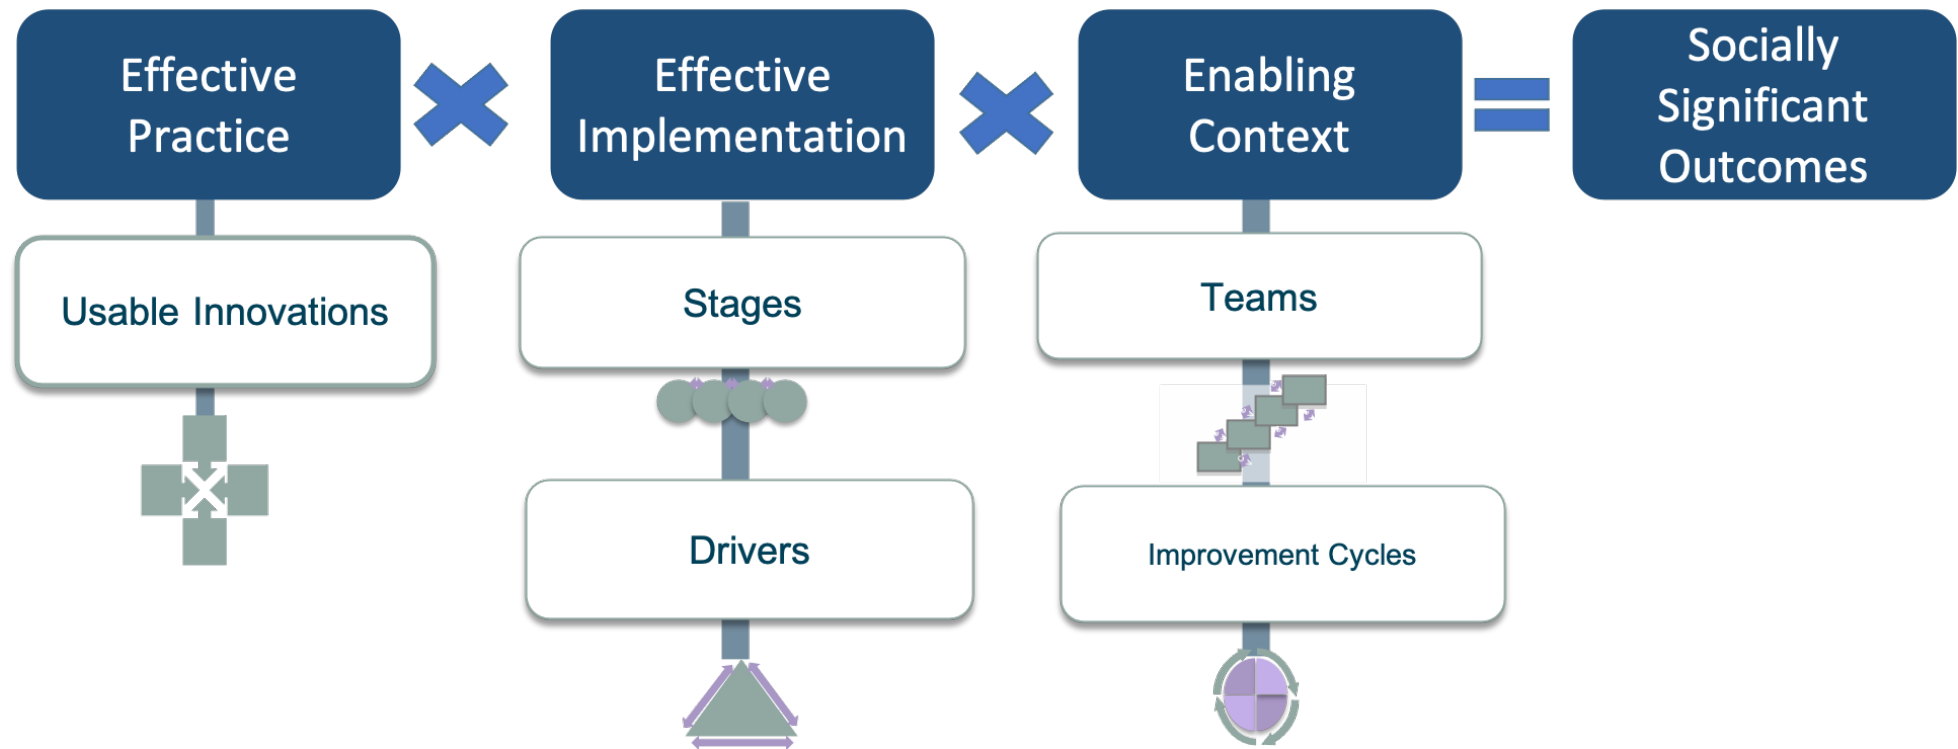 Effective
Practice
Effective
Implementation
Enabling
Context
Socially
Significant
Outcomes
Usable Innovations
Stages
Teams
Drivers
Improvement Cycles